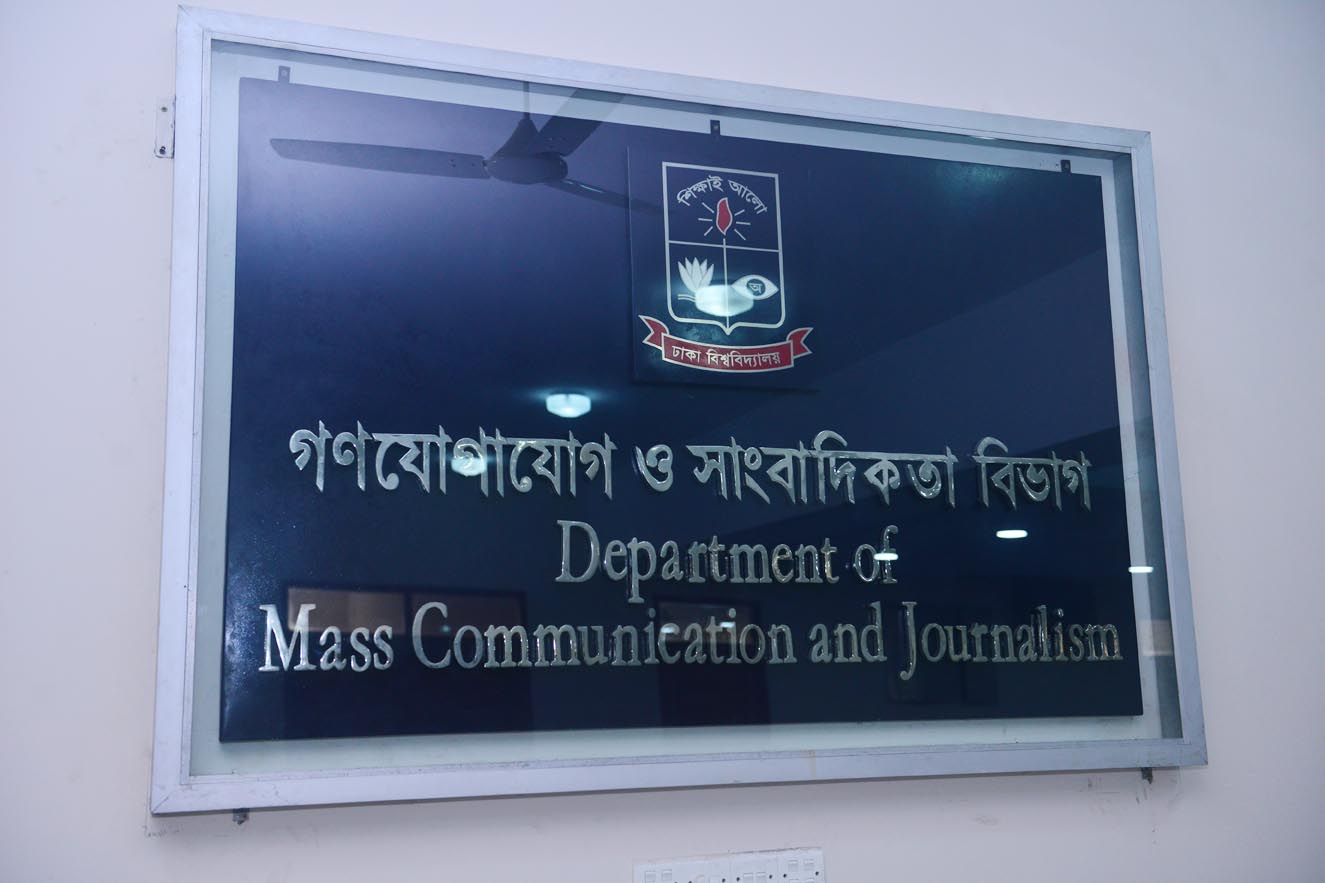 শিক্ষাই আলো
অ
ঢাকা বিশ্ববিদ্যালয়
গণযোগাযোগ ও সাংবাদিকতা বিভাগ
Department of
Mass Communication and Journalism